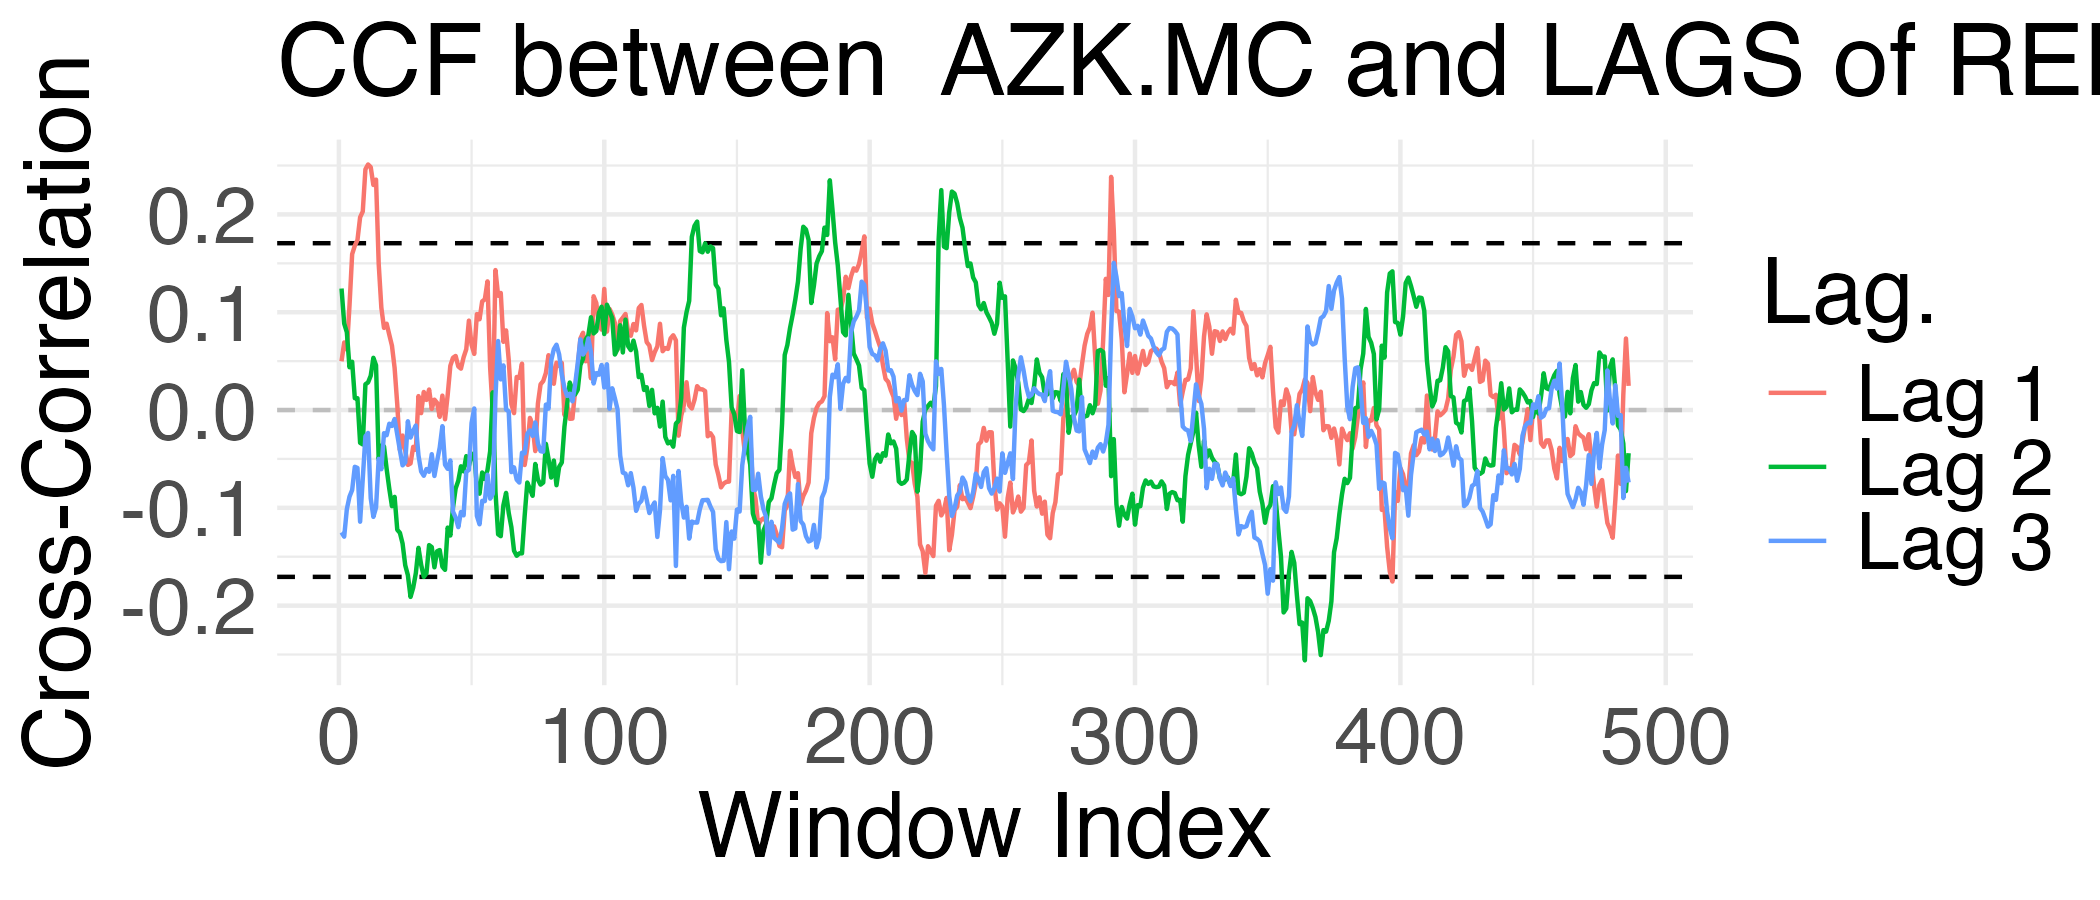 CCF between AZK.MC and LAGS of
Cross-Correlation
0.2
0.1
0.0
-0.1
-0.2
0 100 200 300 400 500
Window Index
Lag.
Lag 1
Lag 2
Lag 3